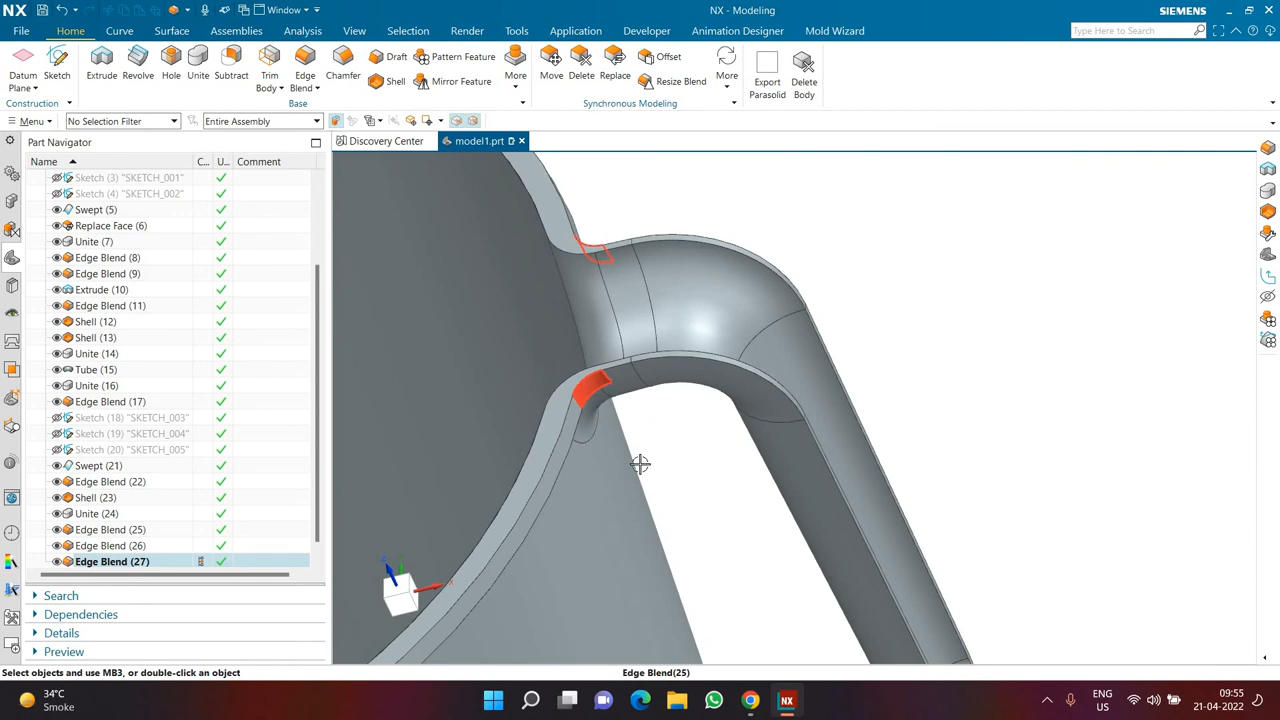 NX Window NX - Modeling SIEMENS
File Home Curve Surface Assemblies Analysis View Selection Render Tools Application Developer Animation Designer Mold Wizard Type Here to Search
Datum Plane Sketch Extrude Revolve Hole Unite Subtract Trim Body Edge Blend Chamfer Draft Shell Pattern Feature Mirror Feature More Move Delete Replace Offset Resize Blend More Export Parasolid Delete Body
Construction Base Synchronous Modeling
Menu No Selection Filter Entire Assembly
Part Navigator Discovery Center model1.prt
Name C... U... Comment
Sketch (3) "SKETCH_001"
Sketch (4) "SKETCH_002"
Swept (5)
Replace Face (6)
Unite (7)
Edge Blend (8)
Edge Blend (9)
Extrude (10)
Edge Blend (11)
Shell (12)
Shell (13)
Unite (14)
Tube (15)
Unite (16)
Edge Blend (17)
Sketch (18) "SKETCH_003"
Sketch (19) "SKETCH_004"
Sketch (20) "SKETCH_005"
Swept (21)
Edge Blend (22)
Shell (23)
Unite (24)
Edge Blend (25)
Edge Blend (26)
Edge Blend (27)
Search
Dependencies
Details
Preview
Select objects and use MB3, or double-click an object Edge Blend(25)
34°C
Smoke
NX
ENG
US
09:55
21-04-2022